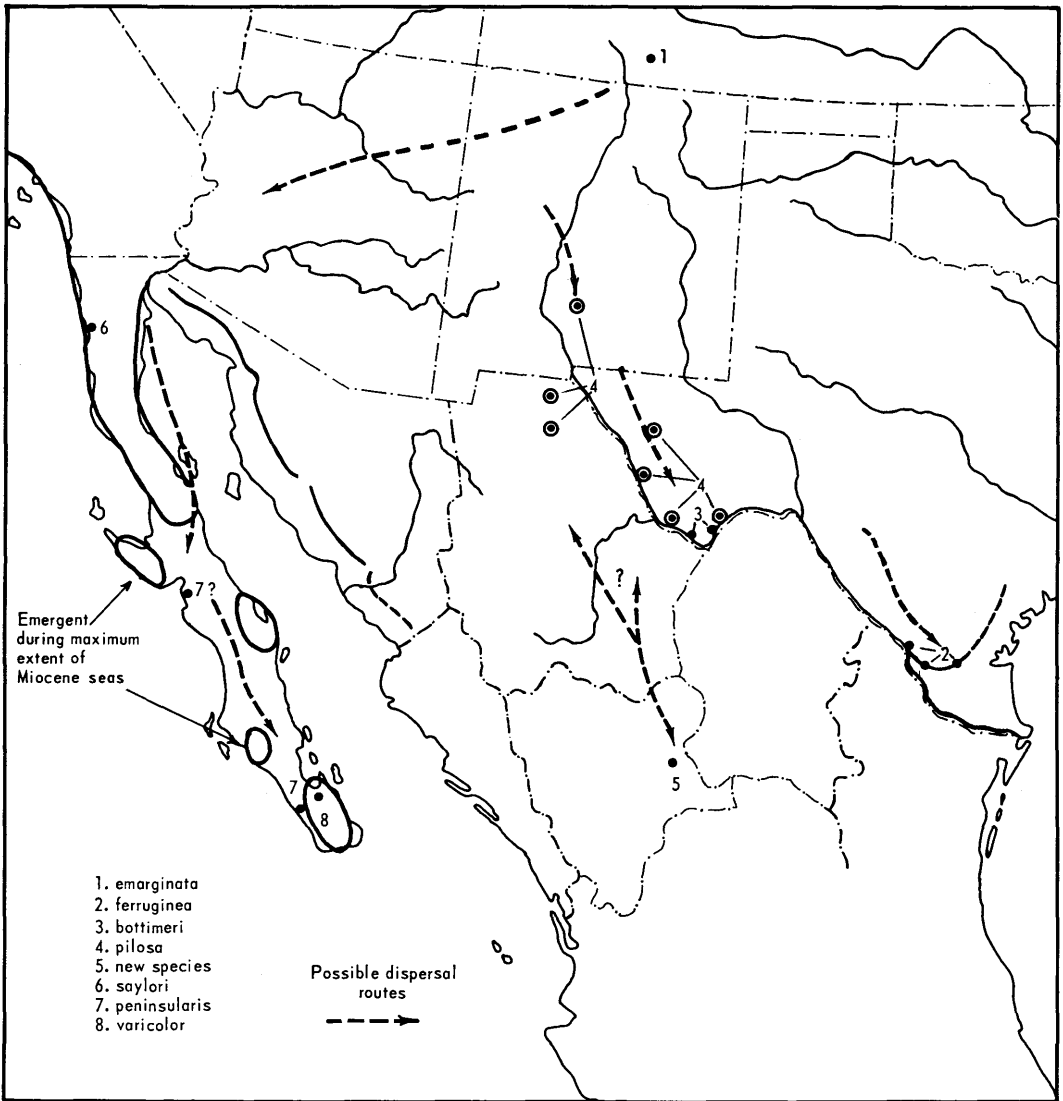 1
6
4
4
3
?
7?
2
Emergent
during maximum
extent of
Miocene seas
5
7
8
1. emarginata
2. ferruginea
3. bottimeri
4. pilosa
5. new species
6. saylori
7. peninsularis
8. varicolor
Possible dispersal
routes